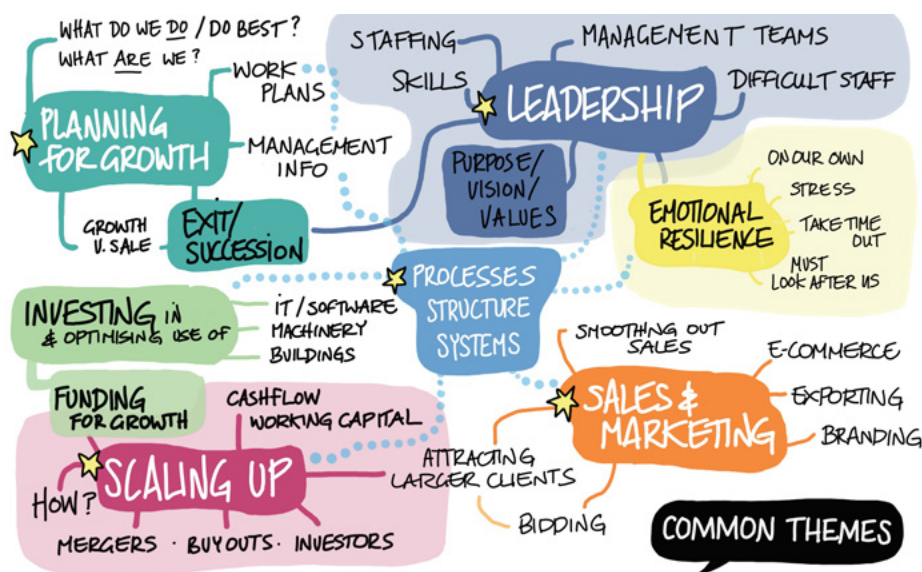 WHAT DO WE DO / DO BEST?
WHAT ARE WE?
WORK
PLANS
PLANNING
FOR GROWTH
MANAGEMENT
INFO
GROWTH
V. SALE
EXIT/
SUCCESSION
STAFFING
SKILLS
MANAGEMENT TEAMS
DIFFICULT STAFF
LEADERSHIP
PURPOSE/
VISION/
VALUES
EMOTIONAL
RESILIENCE
ON OUR OWN
STRESS
TAKE TIME
OUT
MUST
LOOK AFTER US
PROCESSES
STRUCTURE
SYSTEMS
INVESTING IN
& OPTIMISING USE OF
IT/SOFTWARE
MACHINERY
BUILDINGS
FUNDING
FOR GROWTH
CASHFLOW
WORKING CAPITAL
SCALING UP
HOW?
MERGERS · BUYOUTS · INVESTORS
ATTRACTING
LARGER CLIENTS
BIDDING
SMOOTHING OUT
SALES
SALES &
MARKETING
E-COMMERCE
EXPORTING
BRANDING
COMMON THEMES